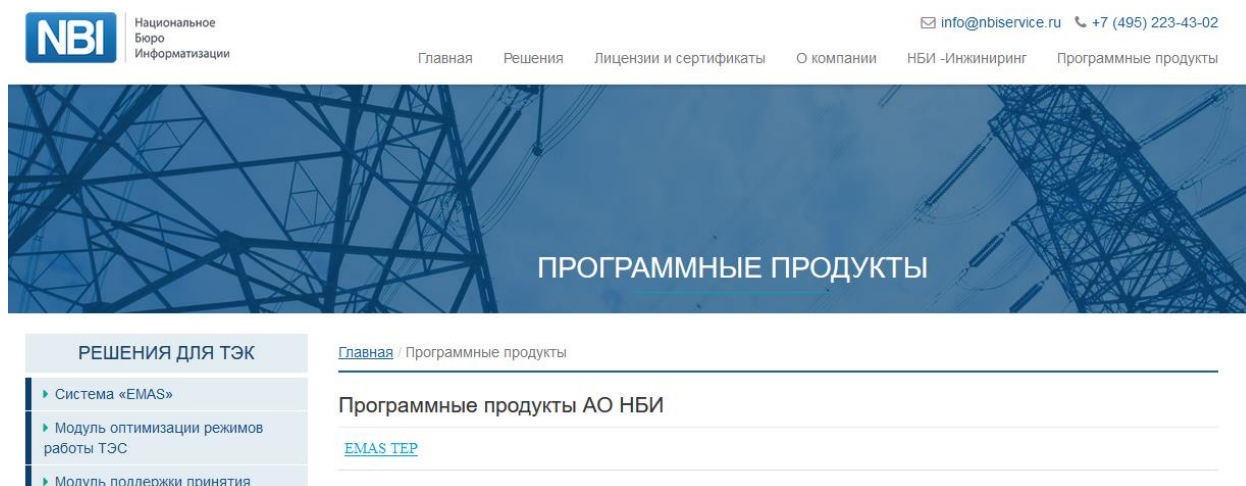 NBI
Национальное
Бюро
Информатизации
info@nbiservice.ru +7 (495) 223-43-02
Главная Решения Лицензии и сертификаты О компании НБИ -Инжиниринг Программные продукты
ПРОГРАММНЫЕ ПРОДУКТЫ
РЕШЕНИЯ ДЛЯ ТЭК
Система «EMAS»
Модуль оптимизации режимов
работы ТЭС
Модуль поддержки принятия
Главная / Программные продукты
Программные продукты АО НБИ
EMAS TEP